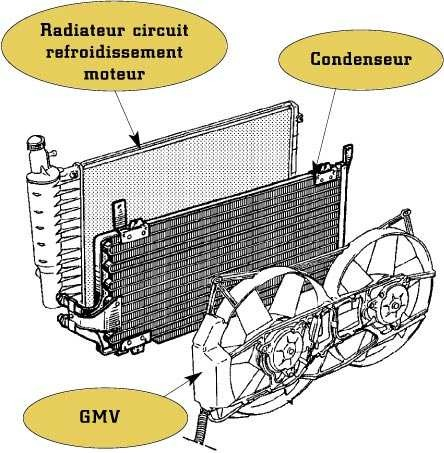 Radiateur circuit
refroidissement
moteur
Condenseur
GMV